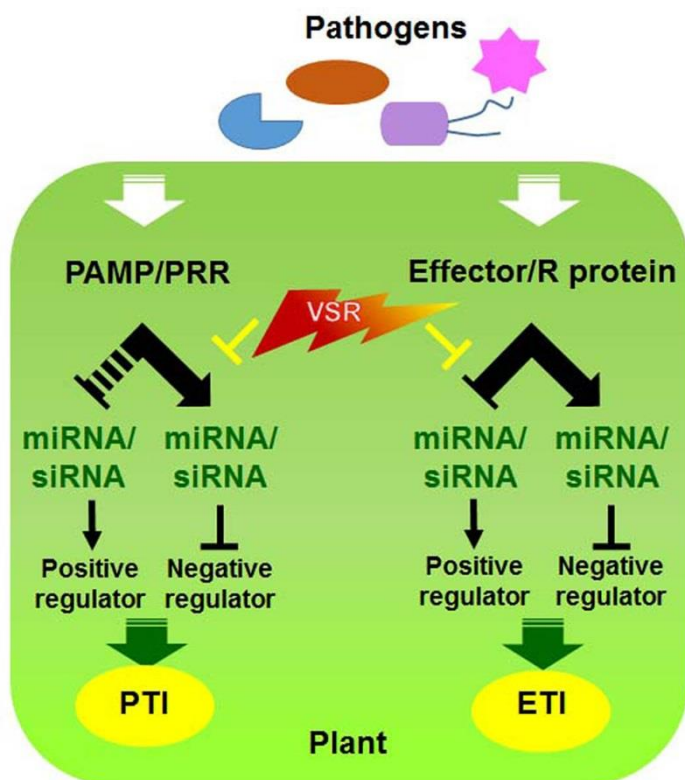 Pathogens
PAMP/PRR
Effector/R protein
VSR
miRNA/
siRNA
miRNA/
siRNA
miRNA/
siRNA
miRNA/
siRNA
Positive
regulator
Negative
regulator
Positive
regulator
Negative
regulator
PTI
ETI
Plant